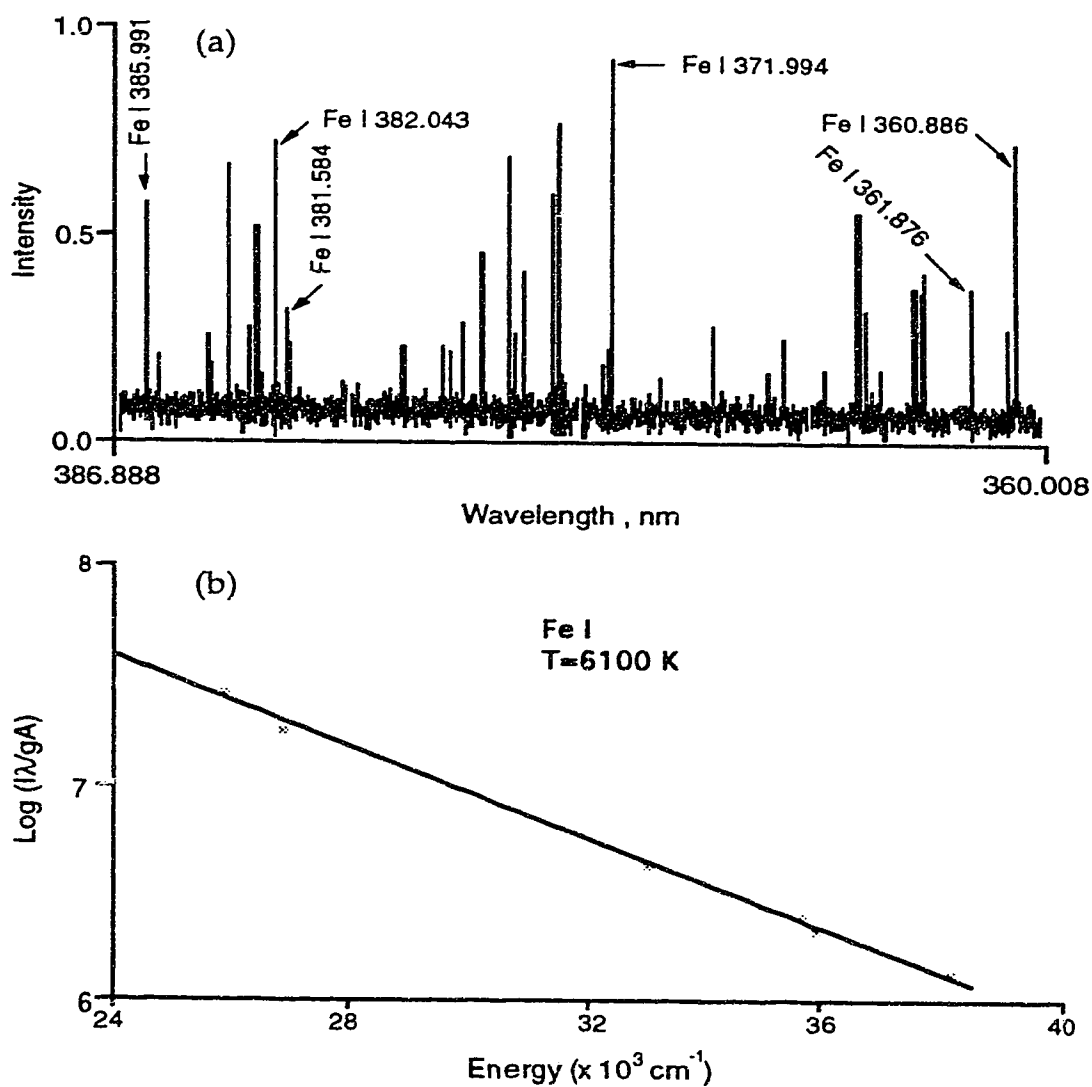 (a)
1.0
0.5
0.0
Intensity
Fe I 385.991
Fe I 382.043
Fe I 381.584
Fe I 371.994
Fe I 360.886
Fe I 361.876
386.888
360.008
Wavelength , nm
(b)
8
7
6
Log (Iλ/gA)
Fe I
T=6100 K
24
28
32
36
40
Energy (x 10³ cm⁻¹)